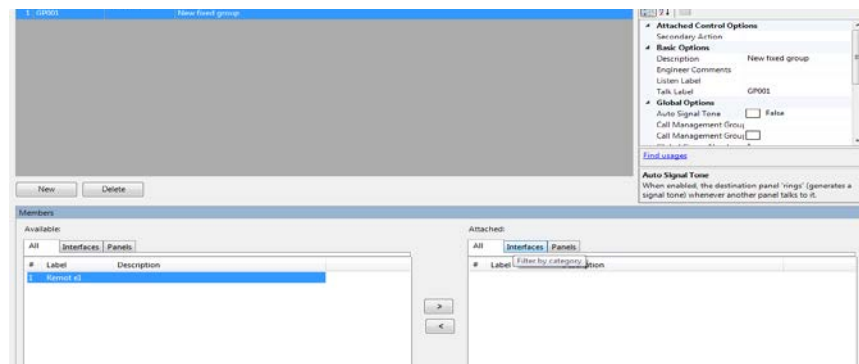 1 GP001 New fixed group
Attached Control Options
Secondary Action
Basic Options
Description New fixed group
Engineer Comments
Listen Label
Talk Label GP001
Global Options
Auto Signal Tone False
Call Management Group
Call Management Group
Find usages
Auto Signal Tone
When enabled, the destination panel 'rings' (generates a
signal tone) whenever another panel talks to it.
New Delete
Members
Available:
All Interfaces Panels
# Label Description
1 Remot e1
>
<
Attached:
All Interfaces Panels
# Label
Filter by category